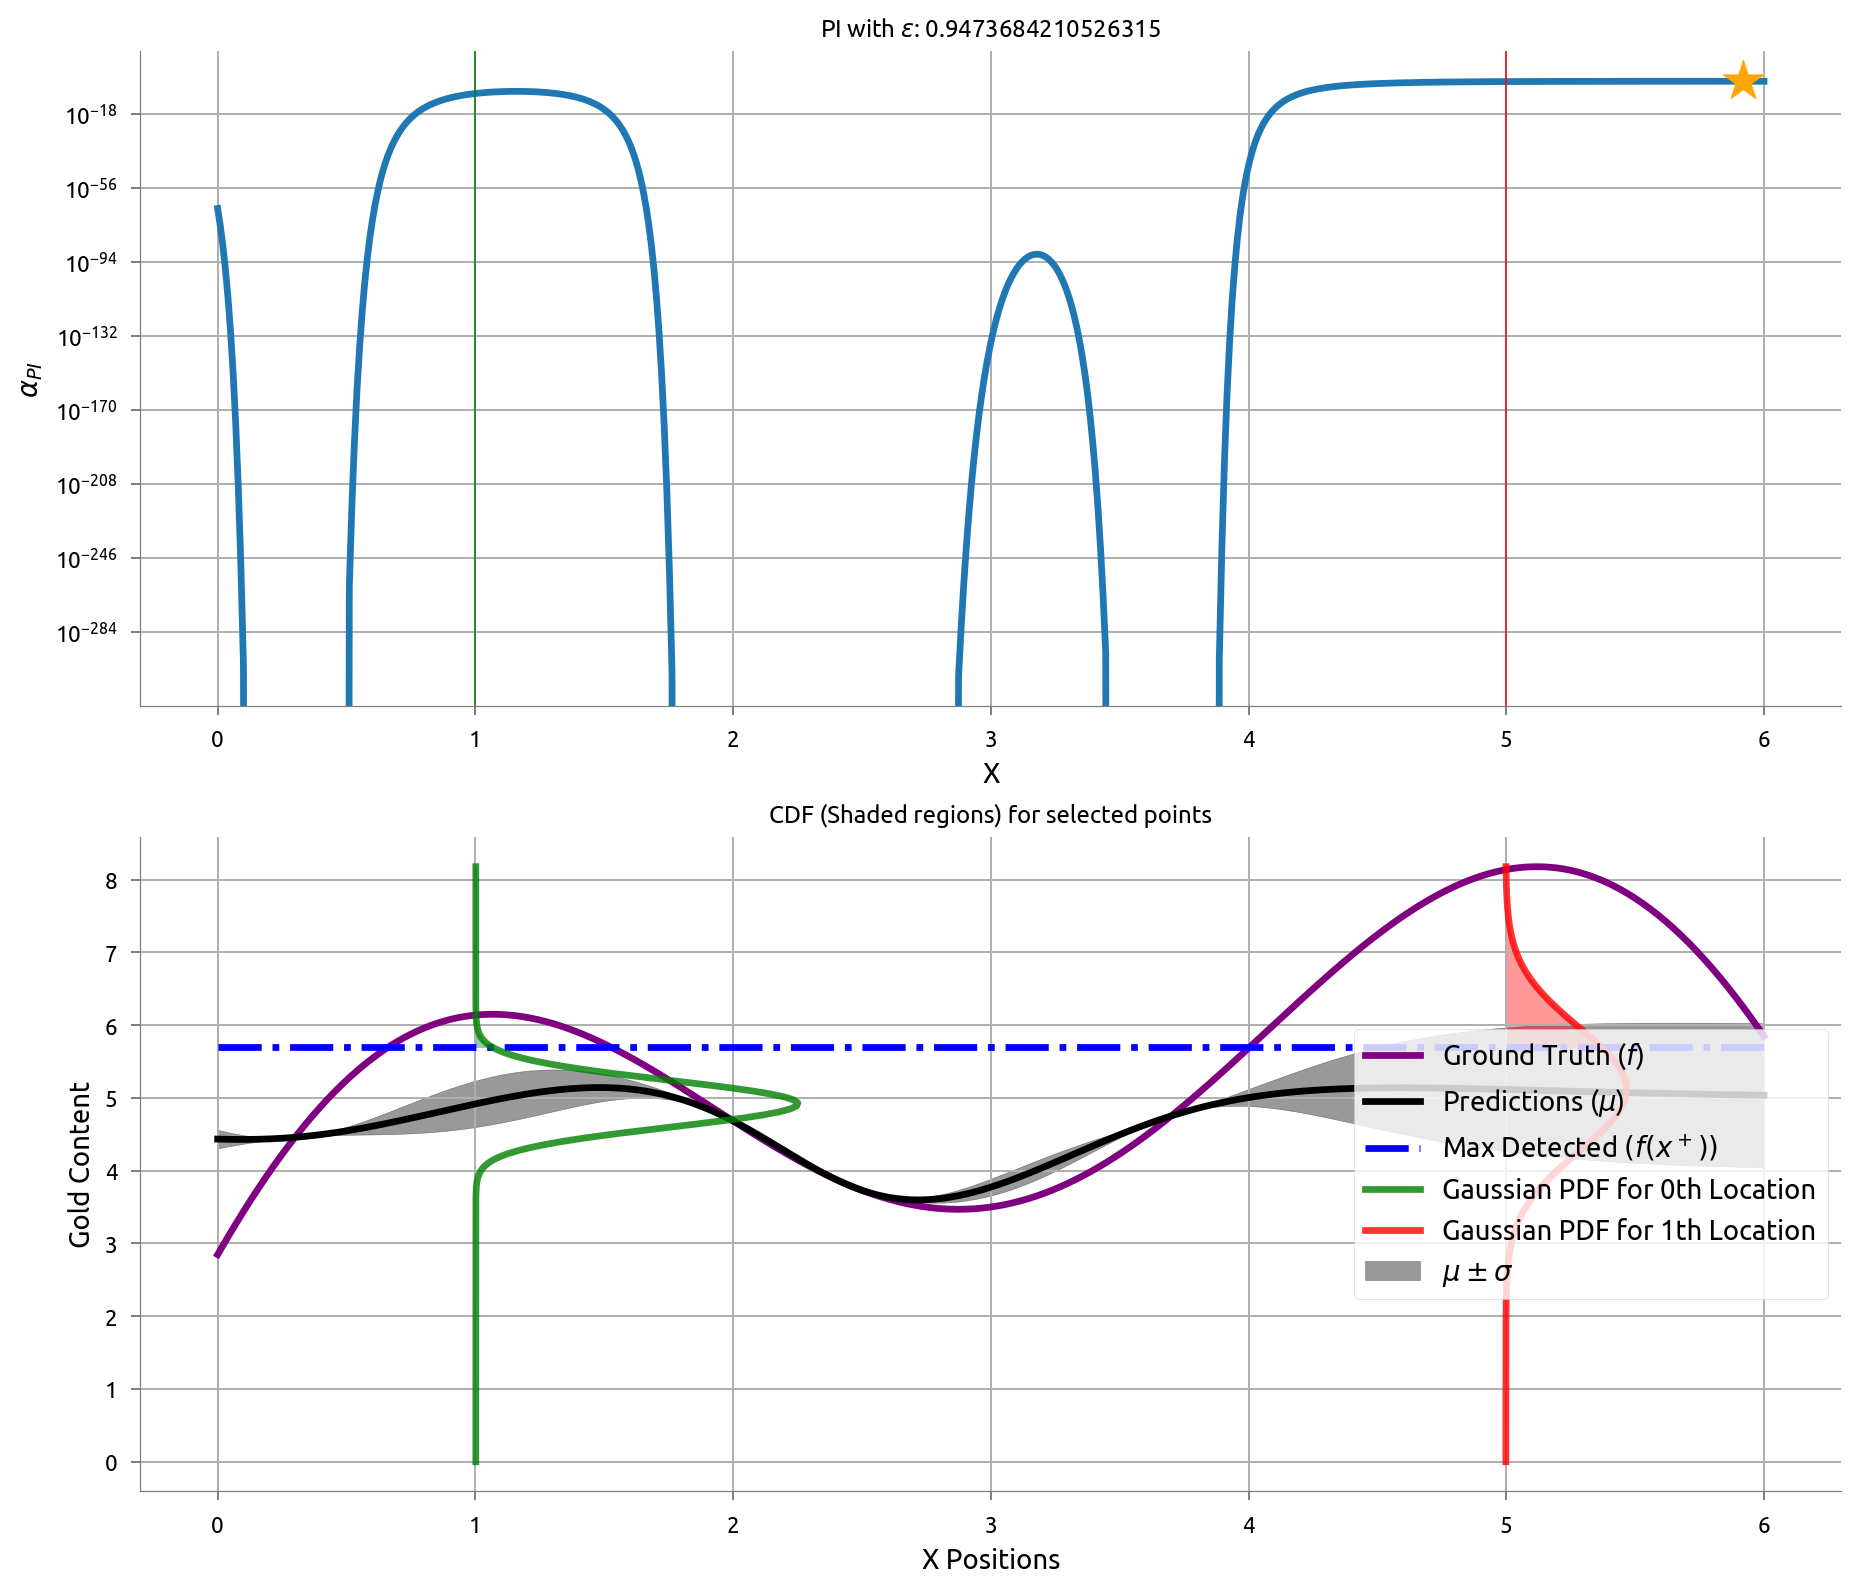 PI with ε: 0.9473684210526315
α_PI
10⁻¹⁸
10⁻⁵⁶
10⁻⁹⁴
10⁻¹³²
10⁻¹⁷⁰
10⁻²⁰⁸
10⁻²⁴⁶
10⁻²⁸⁴
0 1 2 3 4 5 6
X
CDF (Shaded regions) for selected points
Gold Content
8
7
6
5
4
3
2
1
0
Ground Truth (f)
Predictions (μ)
Max Detected (f(x⁺))
Gaussian PDF for 0th Location
Gaussian PDF for 1th Location
μ ± σ
0 1 2 3 4 5 6
X Positions